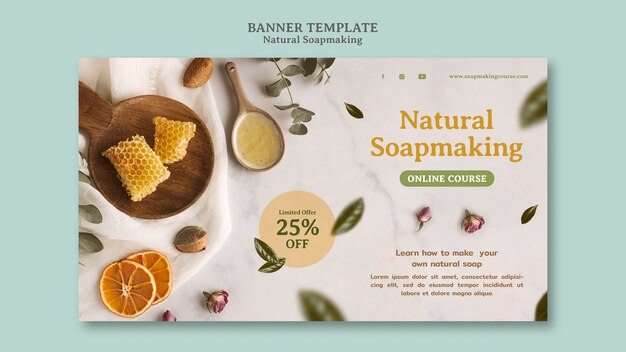 BANNER TEMPLATE
Natural Soapmaking
www.soapmakingcourse.com
Natural
Soapmaking
ONLINE COURSE
Limited Offer
25%
OFF
Learn how to make your
own natural soap
Lorem ipsum dolor sit amet, consectetur adipiscing
elit, sed do eiusmod tempor incididunt ut labore et
dolore magna aliqua.